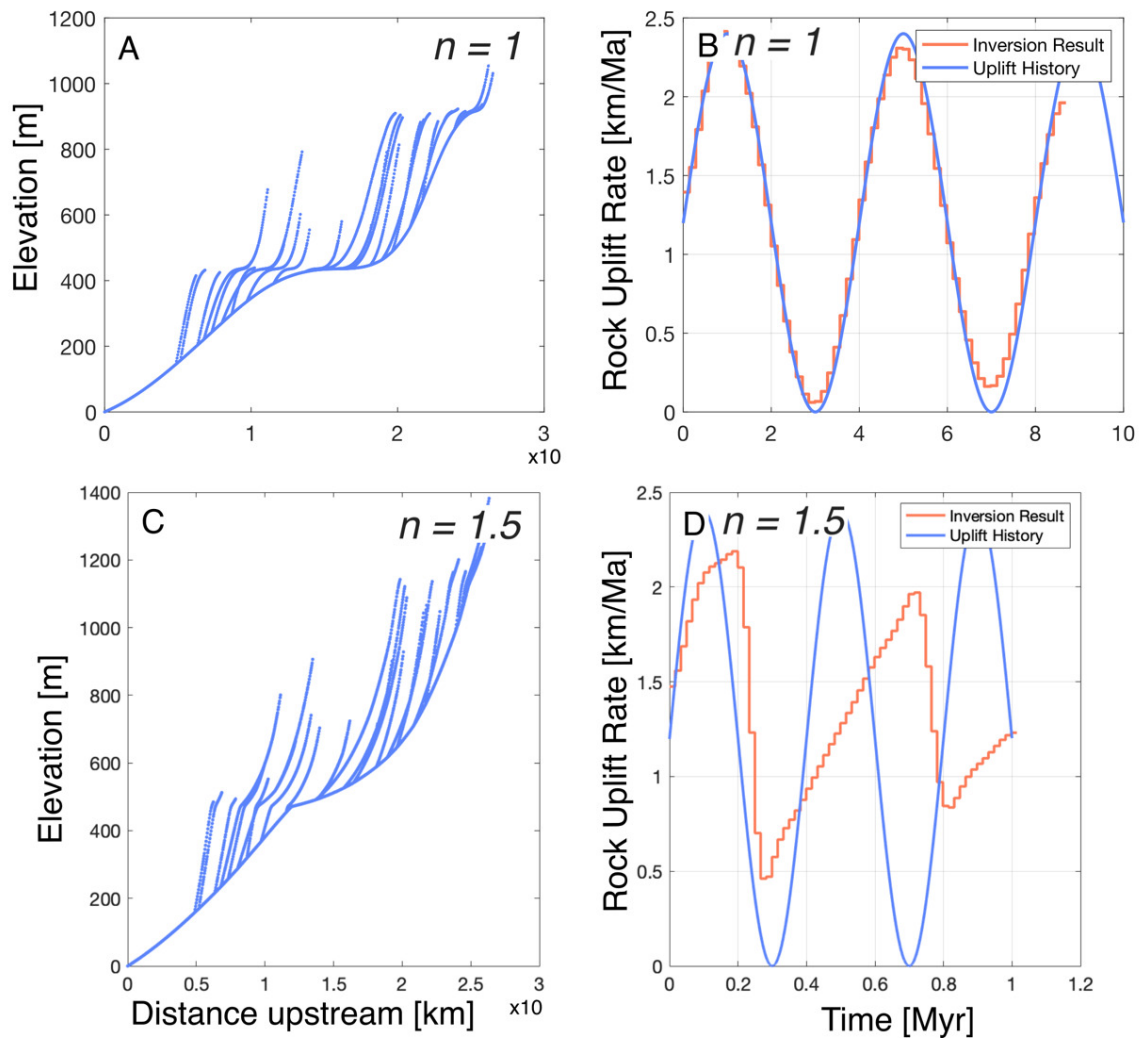 A
n = 1
Elevation [m]
1200
1000
800
600
400
200
0
0
1
2
3
x10
B
n = 1
Inversion Result
Uplift History
Rock Uplift Rate [km/Ma]
2.5
2
1.5
1
0.5
0
0
2
4
6
8
10
C
n = 1.5
Elevation [m]
1400
1200
1000
800
600
400
200
0
0
0.5
1
1.5
2
2.5
3
x10
Distance upstream [km]
D
n = 1.5
Inversion Result
Uplift History
Rock Uplift Rate [km/Ma]
2.5
2
1.5
1
0.5
0
0
0.2
0.4
0.6
0.8
1
1.2
Time [Myr]